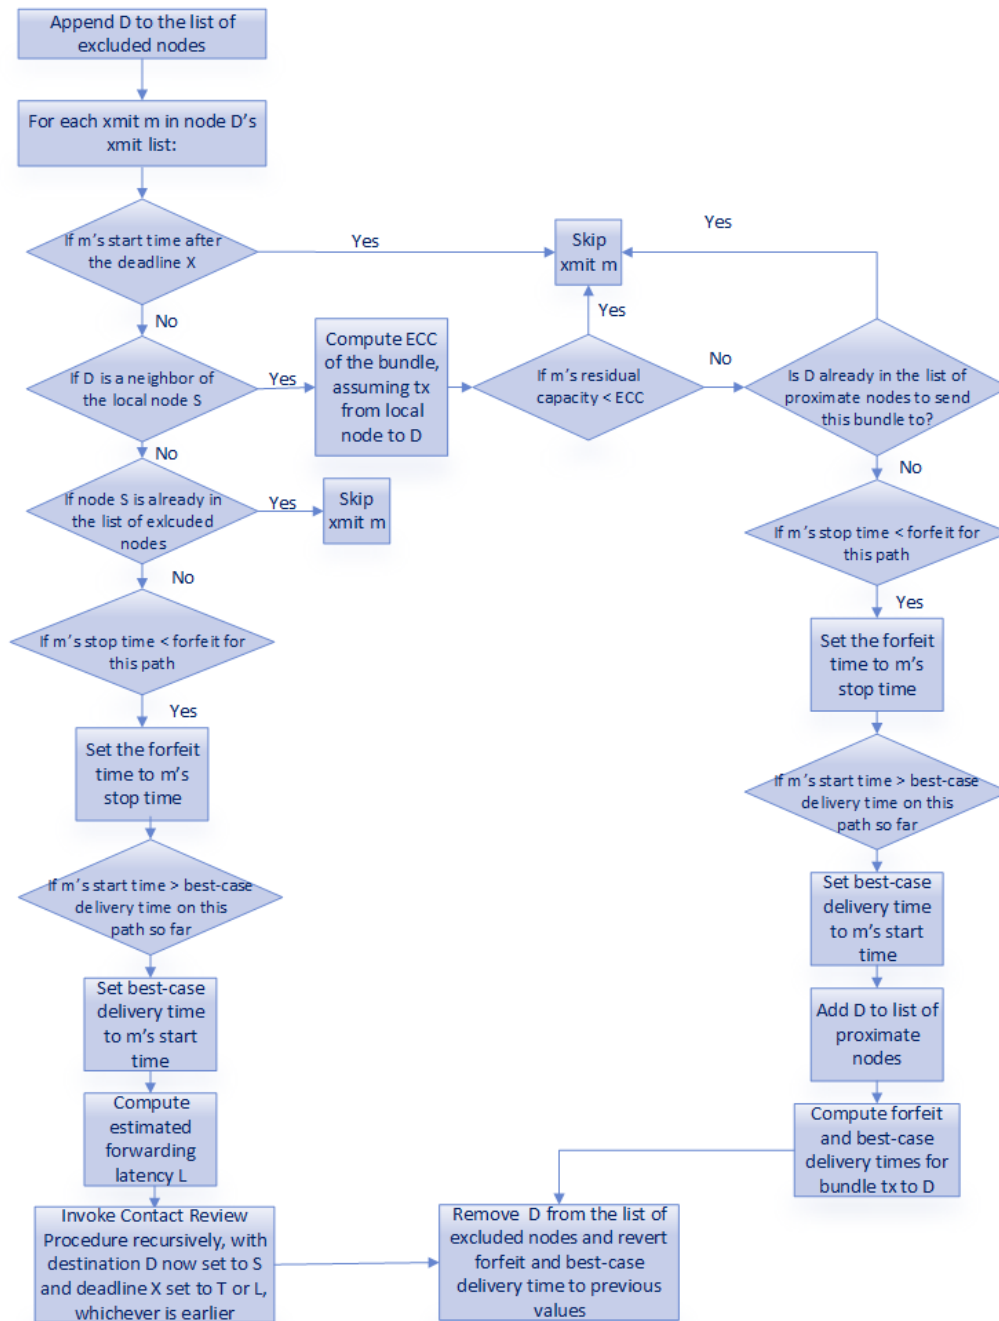 Append D to the list of
excluded nodes
For each xmit m in node D's
xmit list:
If m's start time after
the deadline X
Yes
Skip
xmit m
Yes
No
Yes
If D is a neighbor of
the local node S
Yes
Compute ECC
of the bundle,
assuming tx
from local
node to D
If m's residual
capacity < ECC
No
Is D already in the list of
proximate nodes to send
this bundle to?
No
If node S is already in
the list of exlcuded
nodes
Yes
Skip
xmit m
No
No
If m's stop time < forfeit for
this path
If m's stop time < forfeit for
this path
Yes
Yes
Set the forfeit
time to m's
stop time
Set the forfeit
time to m's
stop time
If m's start time > best-case
delivery time on this
path so far
If m's start time > best-case
delivery time on this
path so far
Set best-case
delivery time
to m's start
time
Set best-case
delivery time
to m's start
time
Add D to list of
proximate
nodes
Compute
estimated
forwarding
latency L
Compute forfeit
and best-case
delivery times for
bundle tx to D
Invoke Contact Review
Procedure recursively, with
destination D now set to S
and deadline X set to T or L,
whichever is earlier
Remove D from the list of
excluded nodes and revert
forfeit and best-case
delivery time to previous
values